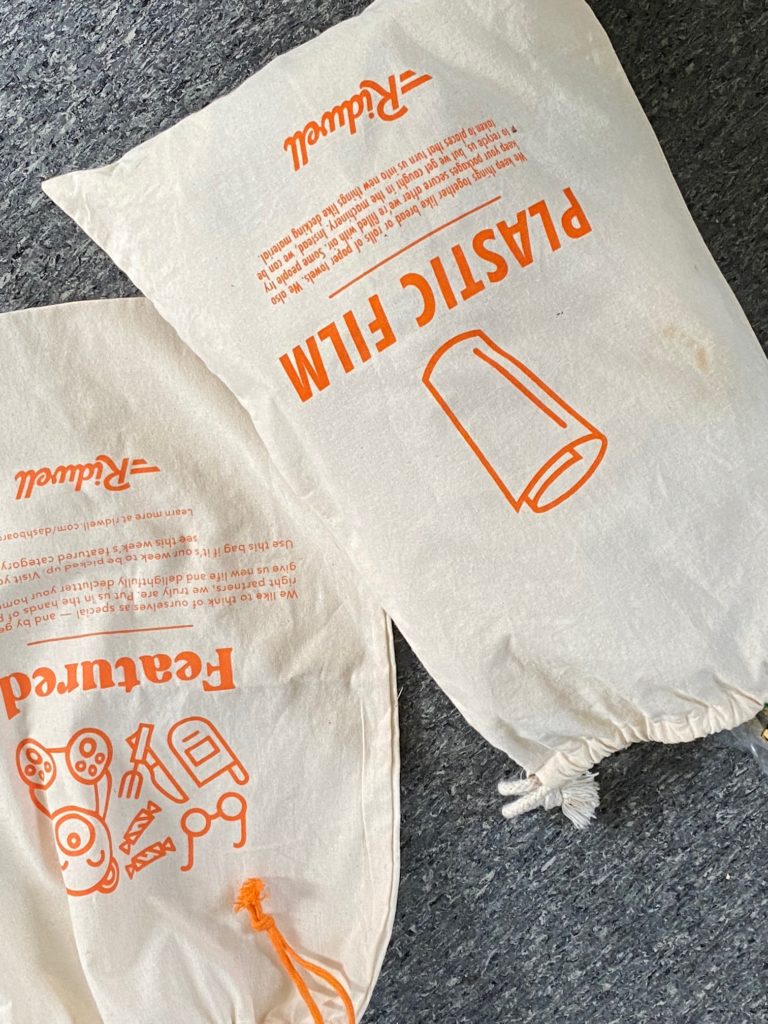 PLASTIC FILM
We keep things together like bread or rolls of paper towels. We also
keep your packages secure after we're filled with Some people try
to recycle us, but we get caught in the machinery. Instead, we can be
taken to places that turn us into new things like decking material.
Ridwell
Featured
We like to think of ourselves as special — and by ge
right partners, we truly are. Put us in the hands of p
give us new life and delightfully declutter your hom
Use this bag if it's our week to be picked up. Visit yo
see this week's featured category
Learn more at ridwell.com/dashboar
Ridwell